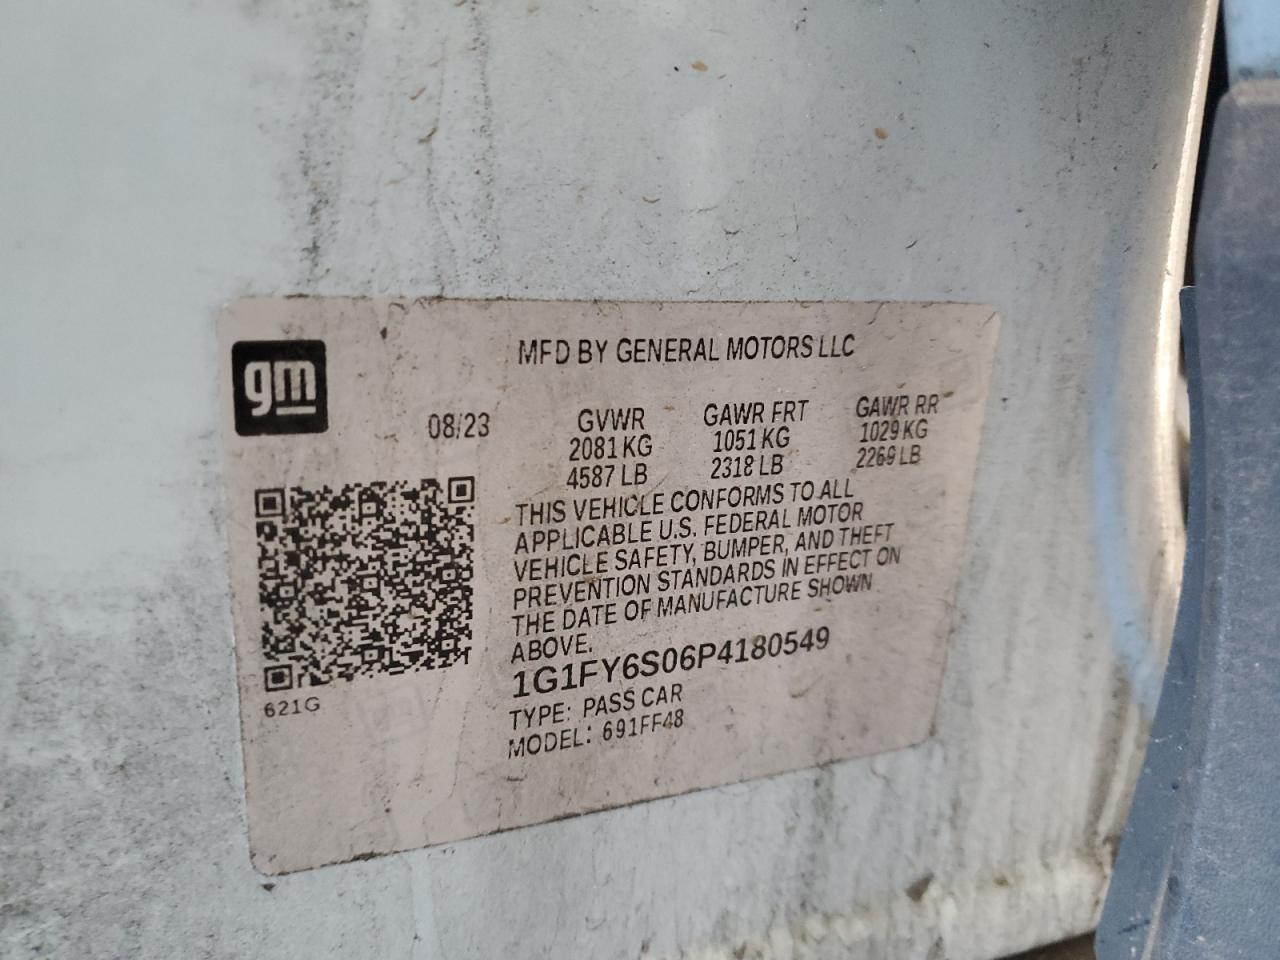 gm
MFD BY GENERAL MOTORS LLC
08/23 GVWR GAWR FRT GAWR RR
2081 KG 1051 KG 1029 KG
4587 LB 2318 LB 2269 LB
THIS VEHICLE CONFORMS TO ALL
APPLICABLE U.S. FEDERAL MOTOR
VEHICLE SAFETY, BUMPER, AND THEFT
PREVENTION STANDARDS IN EFFECT ON
THE DATE OF MANUFACTURE SHOWN
ABOVE.
1G1FY6S06P4180549
TYPE: PASS CAR
MODEL: 691FF48
621G